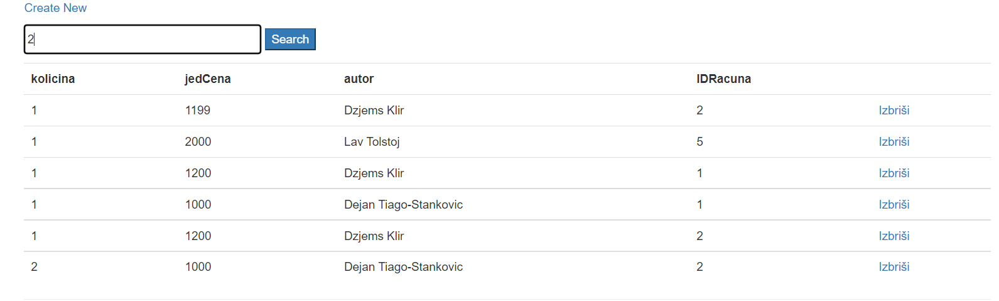 Create New
2 Search
kolicina jedCena autor IDRacuna
1 1199 Dzjems Klir 2 Izbriši
1 2000 Lav Tolstoj 5 Izbriši
1 1200 Dzjems Klir 1 Izbriši
1 1000 Dejan Tiago-Stankovic 1 Izbriši
1 1200 Dzjems Klir 2 Izbriši
2 1000 Dejan Tiago-Stankovic 2 Izbriši